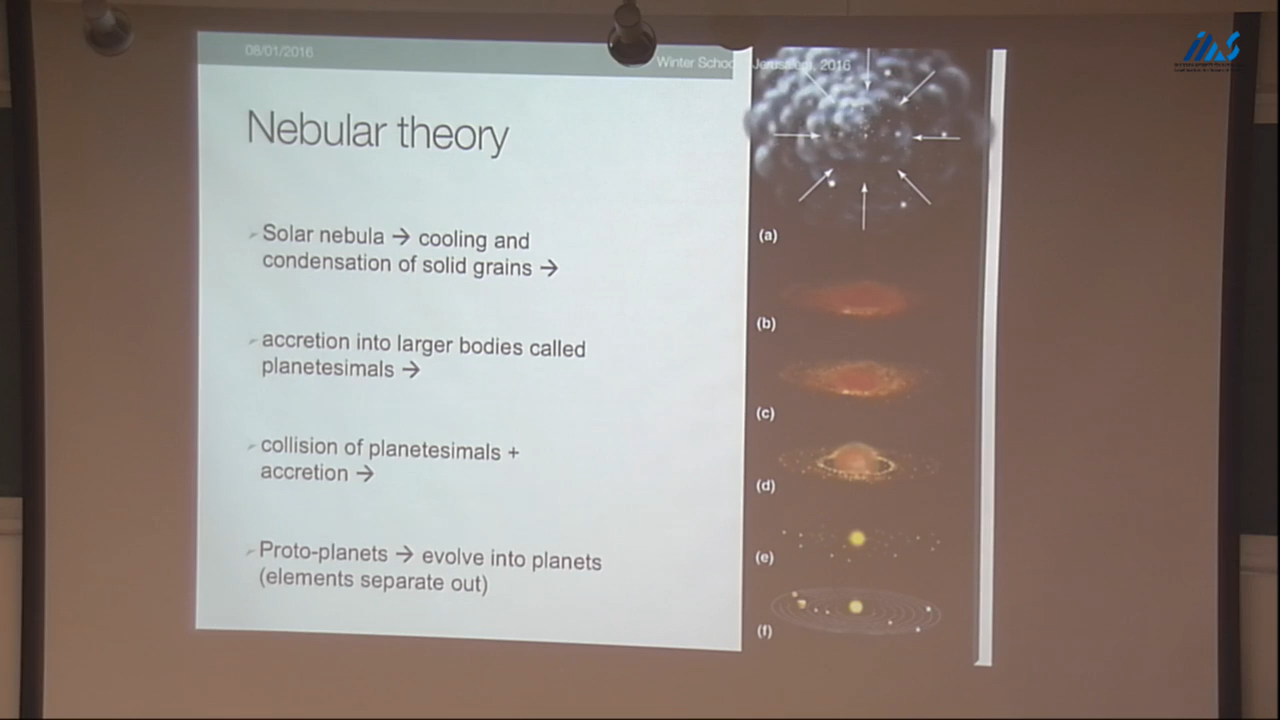 08/01/2016
Winter School Jerusalem, 2016
Nebular theory
Solar nebula → cooling and
condensation of solid grains →
accretion into larger bodies called
planetesimals →
collision of planetesimals +
accretion →
Proto-planets → evolve into planets
(elements separate out)
(a)
(b)
(c)
(d)
(e)
(f)